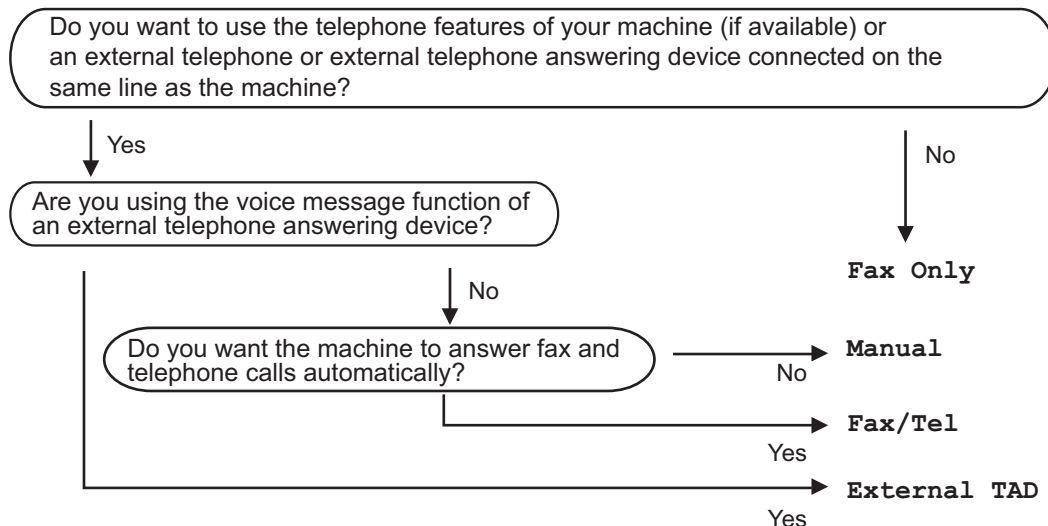 Do you want to use the telephone features of your machine (if available) or
an external telephone or external telephone answering device connected on the
same line as the machine?
Yes
No
Are you using the voice message function of
an external telephone answering device?
Fax Only
No
Do you want the machine to answer fax and
telephone calls automatically?
Manual
No
Fax/Tel
Yes
External TAD
Yes